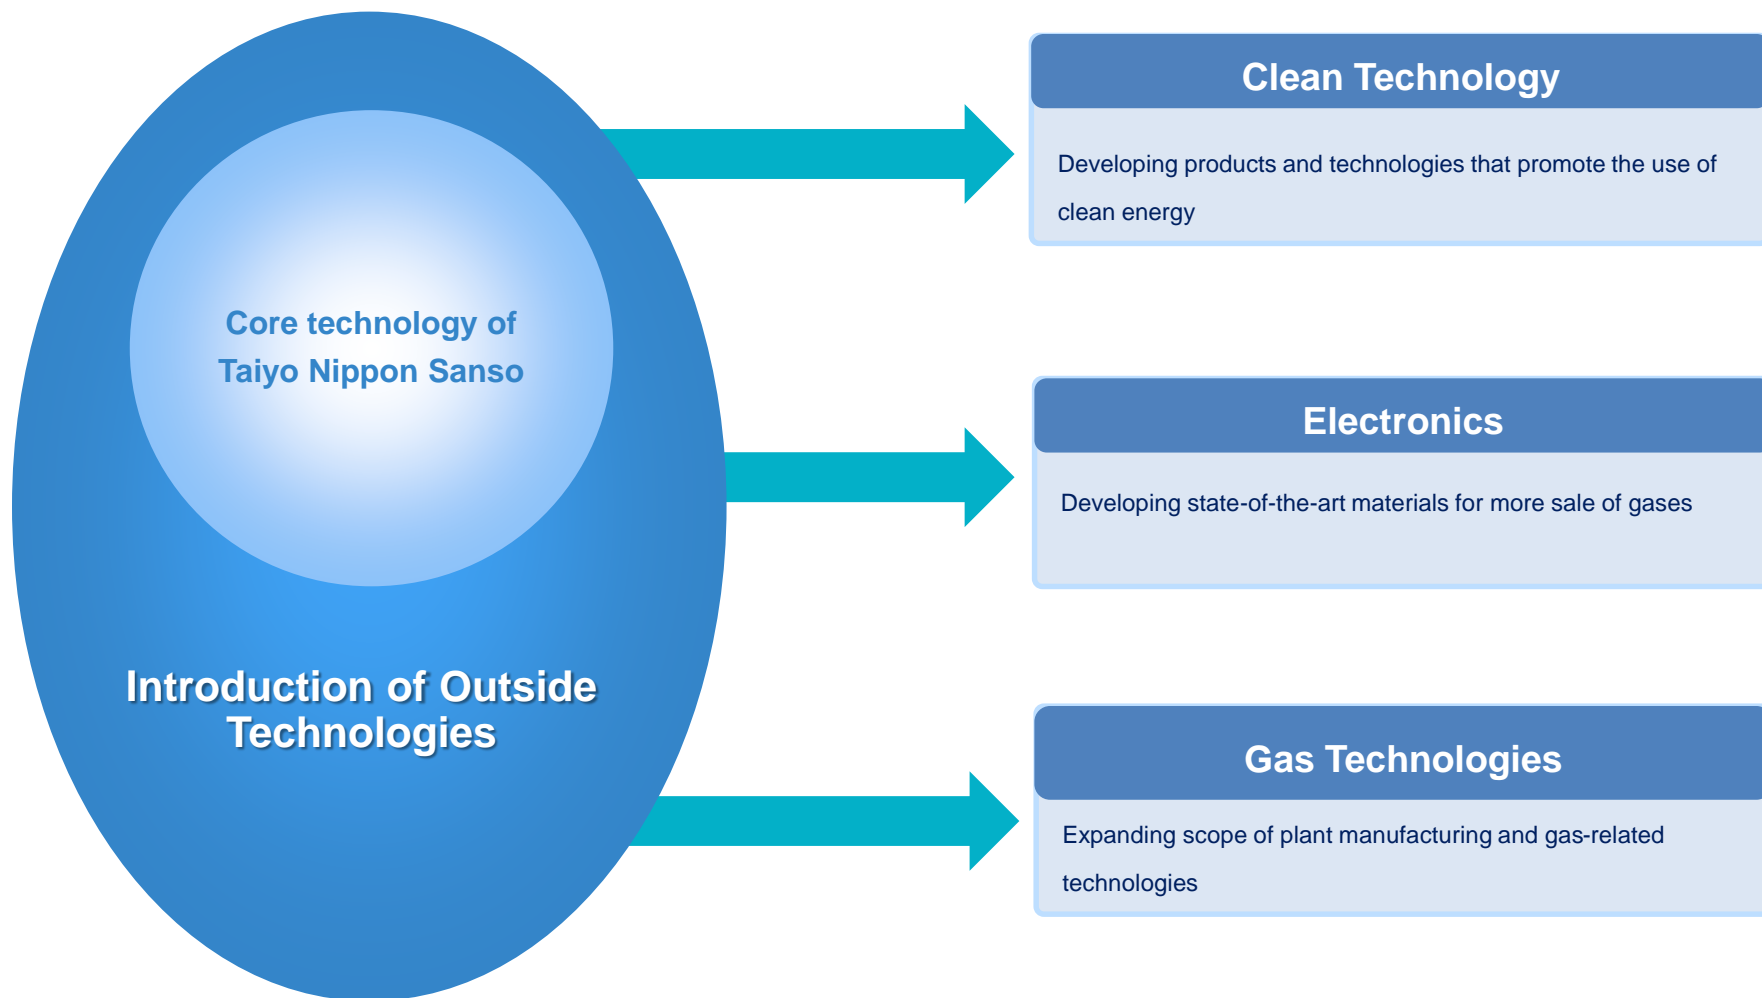 Core technology of
Taiyo Nippon Sanso
Introduction of Outside
Technologies
Clean Technology
Developing products and technologies that promote the use of
clean energy
Electronics
Developing state-of-the-art materials for more sale of gases
Gas Technologies
Expanding scope of plant manufacturing and gas-related
technologies